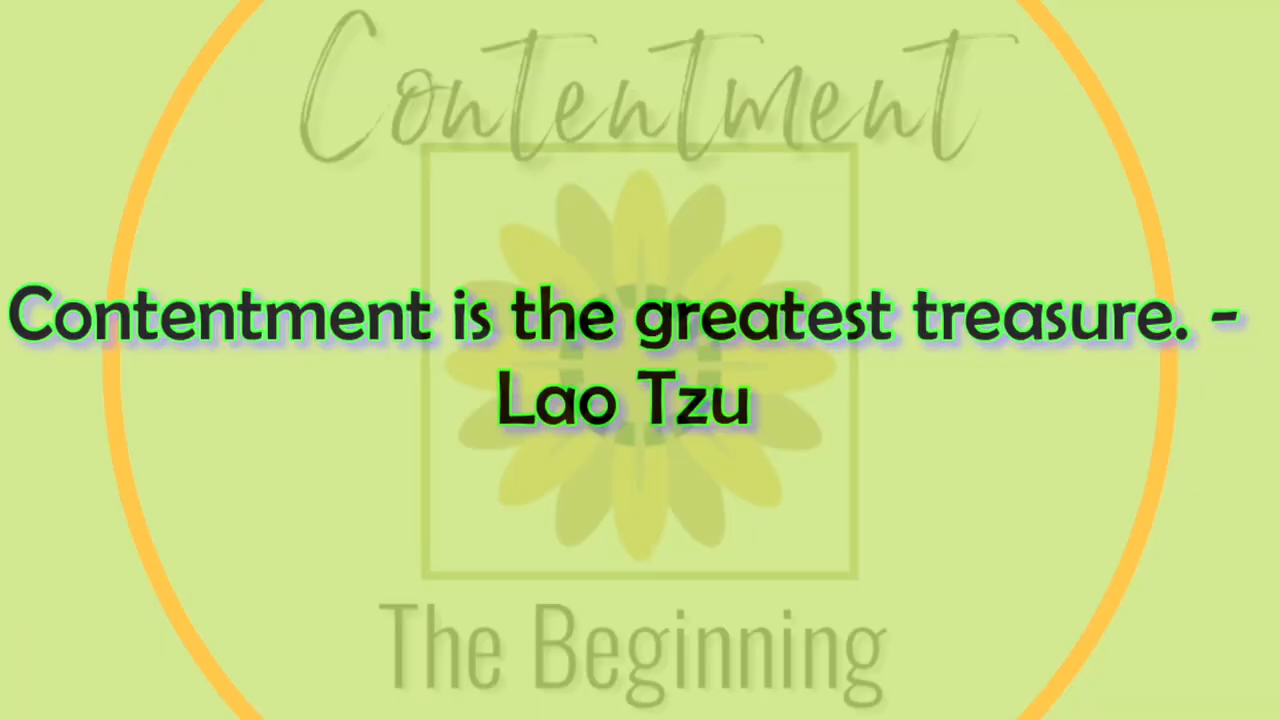 Contentment
Contentment is the greatest treasure. -
Lao Tzu
The Beginning